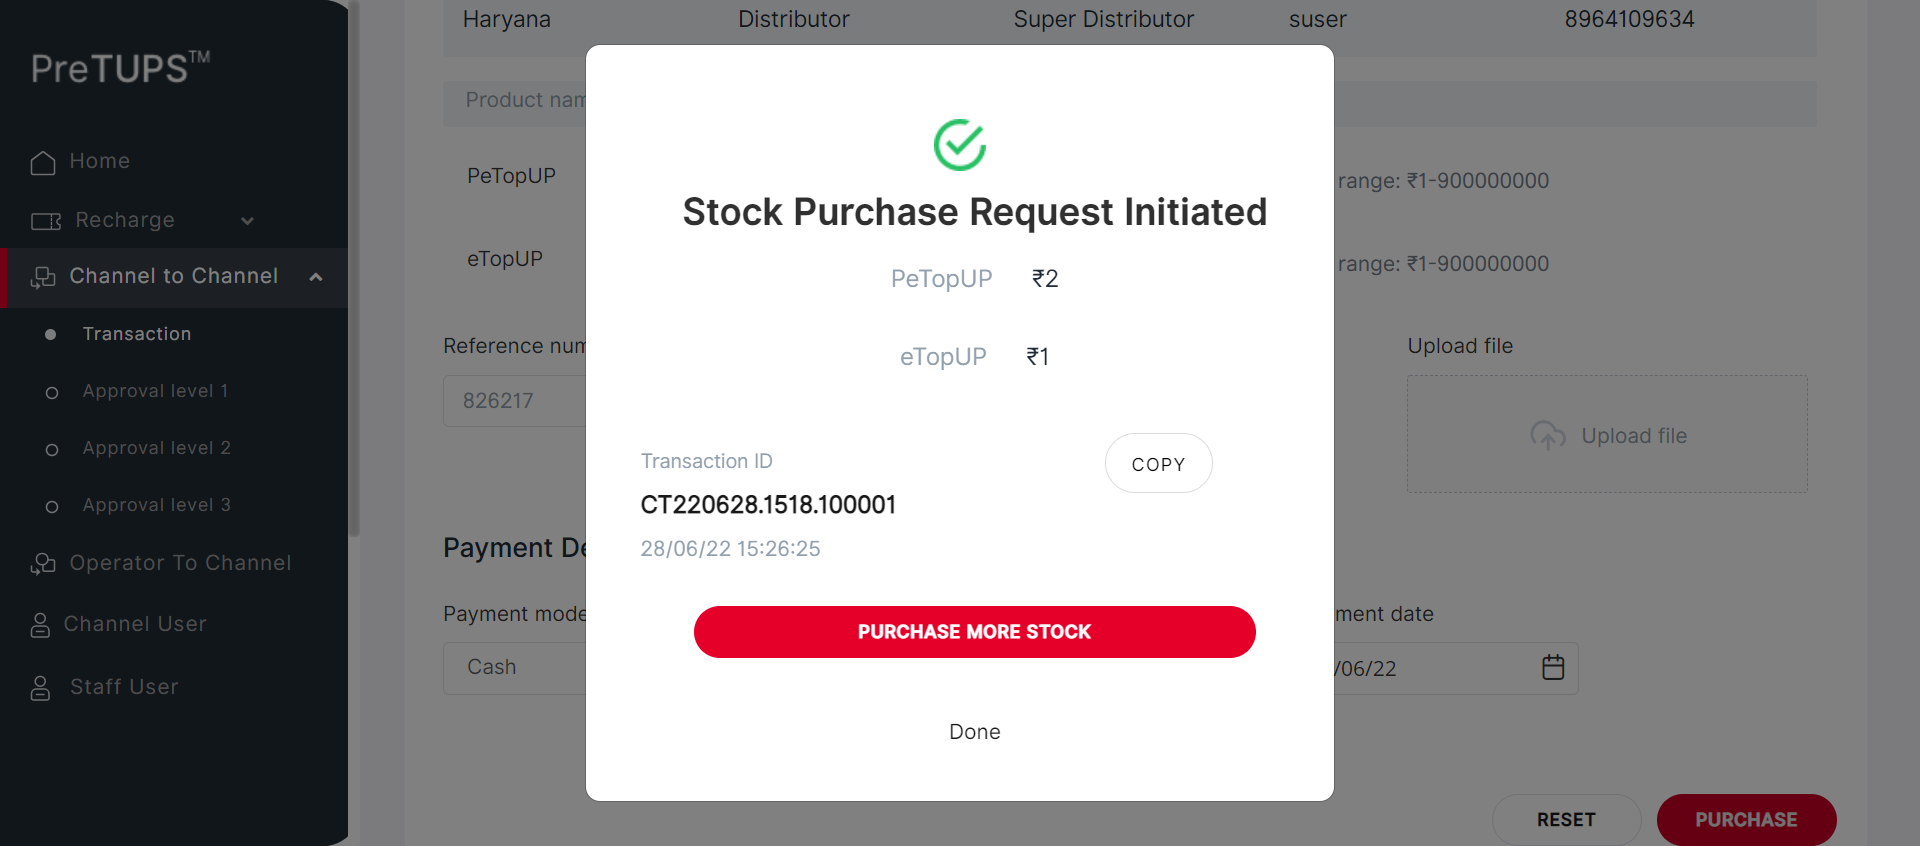 PreTUPS™
Home
Recharge
Channel to Channel
Transaction
Approval level 1
Approval level 2
Approval level 3
Operator To Channel
Channel User
Staff User
Haryana Distributor Super Distributor suser 8964109634
Product nam
PeTopUP range: ₹1-900000000
eTopUP range: ₹1-900000000
Reference num
826217
Upload file
Upload file
Payment De
Payment mode
Cash
ment date
/06/22
RESET
PURCHASE
Stock Purchase Request Initiated
PeTopUP ₹2
eTopUP ₹1
Transaction ID
COPY
CT220628.1518.100001
28/06/22 15:26:25
PURCHASE MORE STOCK
Done